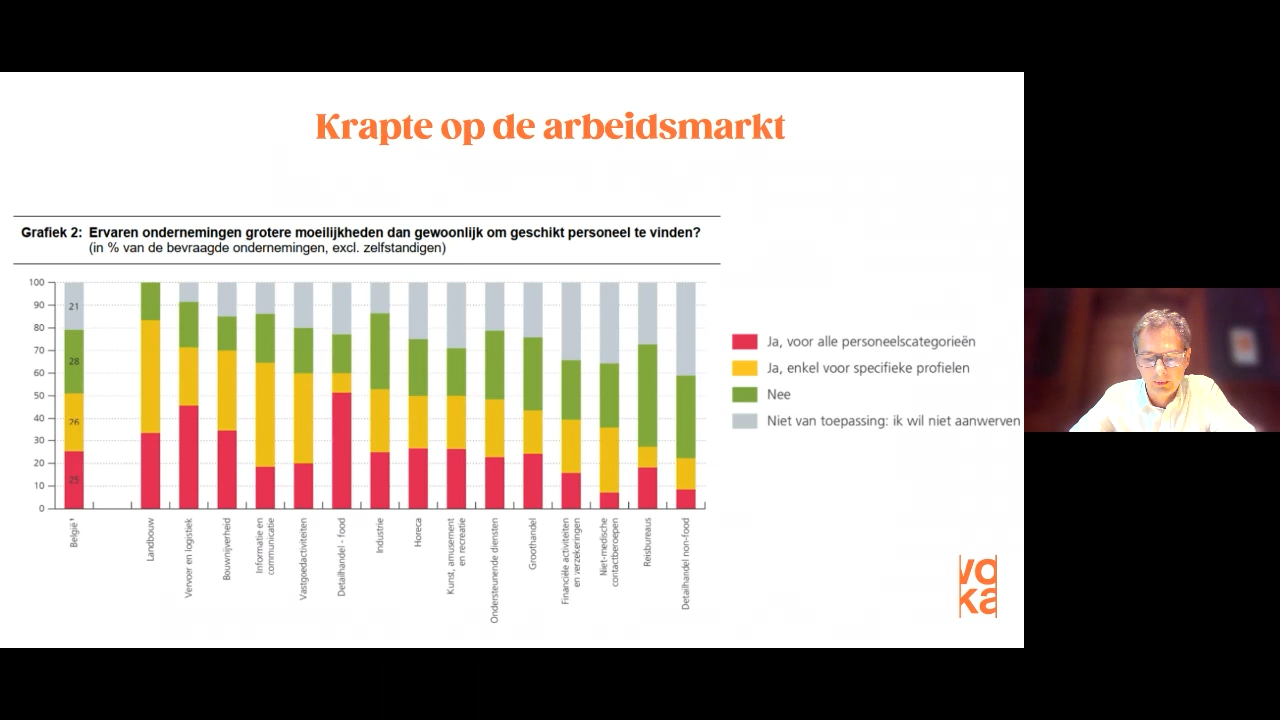 Krapte op de arbeidsmarkt
Grafiek 2: Ervaren ondernemingen grotere moeilijkheden dan gewoonlijk om geschikt personeel te vinden?
(in % van de bevraagde ondernemingen, excl. zelfstandigen)
100
90
80
70
60
50
40
30
20
10
0
21
28
26
25
België¹
Landbouw
Vervoer en logistiek
Bouwnijverheid
Informatie en
communicatie
Vastgoedactiviteiten
Detailhandel - food
Industrie
Horeca
Kunst, amusement
en recreatie
Ondersteunende diensten
Groothandel
Financiële activiteiten
en verzekeringen
Niet-medische
contactberoepen
Reisbureaus
Detailhandel non-food
Ja, voor alle personeelscategorieën
Ja, enkel voor specifieke profielen
Nee
Niet van toepassing: ik wil niet aanwerven
vo
ka